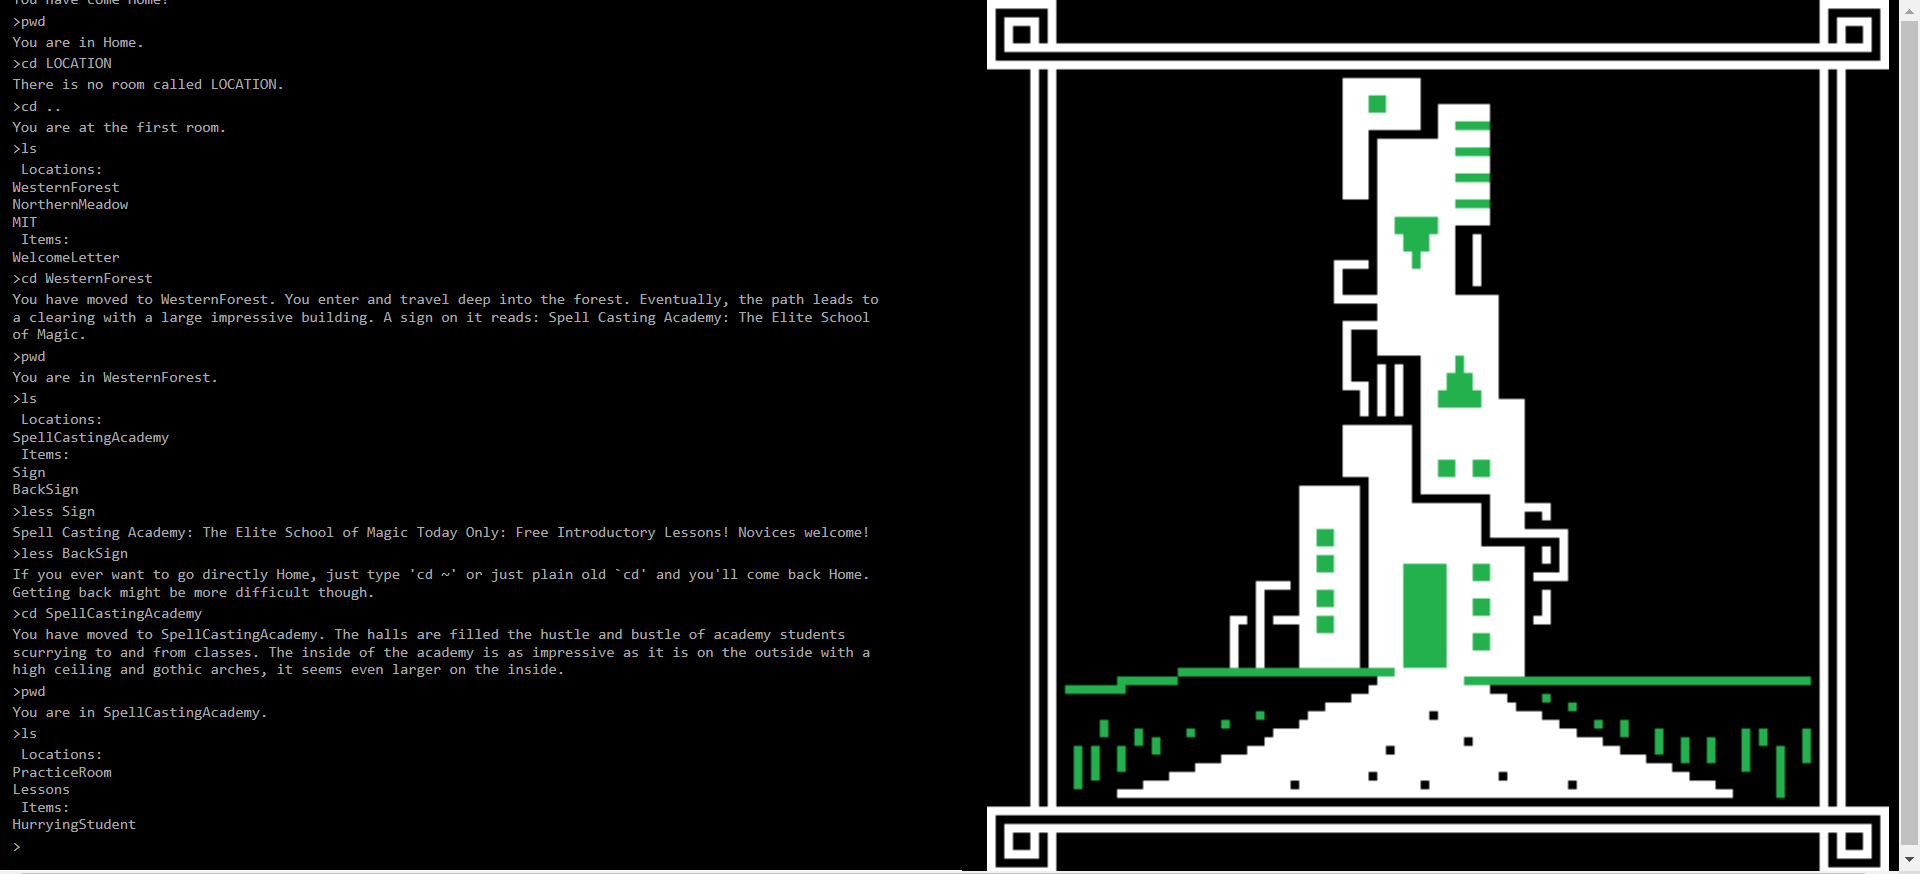 You have come Home!
>pwd
You are in Home.
>cd LOCATION
There is no room called LOCATION.
>cd ..
You are at the first room.
>ls
 Locations:
WesternForest
NorthernMeadow
MIT
 Items:
WelcomeLetter
>cd WesternForest
You have moved to WesternForest. You enter and travel deep into the forest. Eventually, the path leads to
a clearing with a large impressive building. A sign on it reads: Spell Casting Academy: The Elite School
of Magic.
>pwd
You are in WesternForest.
>ls
 Locations:
SpellCastingAcademy
 Items:
Sign
BackSign
>less Sign
Spell Casting Academy: The Elite School of Magic Today Only: Free Introductory Lessons! Novices welcome!
>less BackSign
If you ever want to go directly Home, just type 'cd ~' or just plain old `cd' and you'll come back Home.
Getting back might be more difficult though.
>cd SpellCastingAcademy
You have moved to SpellCastingAcademy. The halls are filled the hustle and bustle of academy students
scurrying to and from classes. The inside of the academy is as impressive as it is on the outside with a
high ceiling and gothic arches, it seems even larger on the inside.
>pwd
You are in SpellCastingAcademy.
>ls
 Locations:
PracticeRoom
Lessons
 Items:
HurryingStudent
>